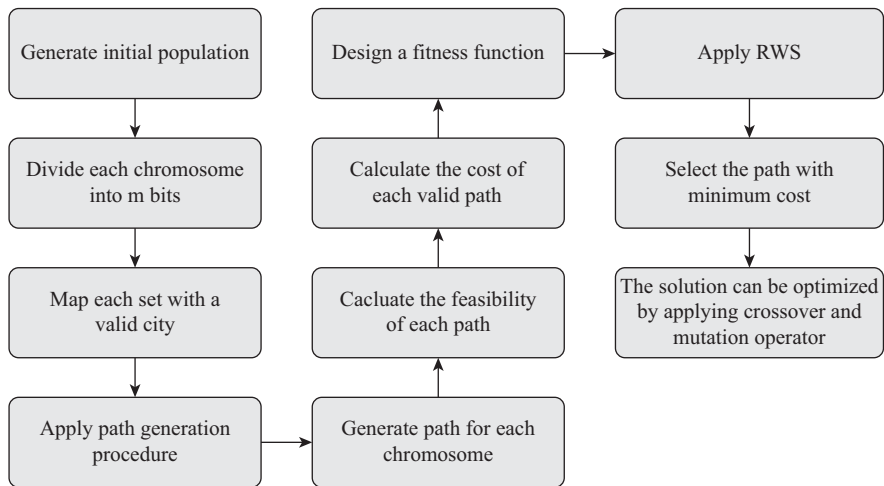 Generate initial population
Divide each chromosome
into m bits
Map each set with a
valid city
Apply path generation
procedure
Generate path for each
chromosome
Cacluate the feasibility
of each path
Calculate the cost of
each valid path
Design a fitness function
Apply RWS
Select the path with
minimum cost
The solution can be optimized
by applying crossover and
mutation operator